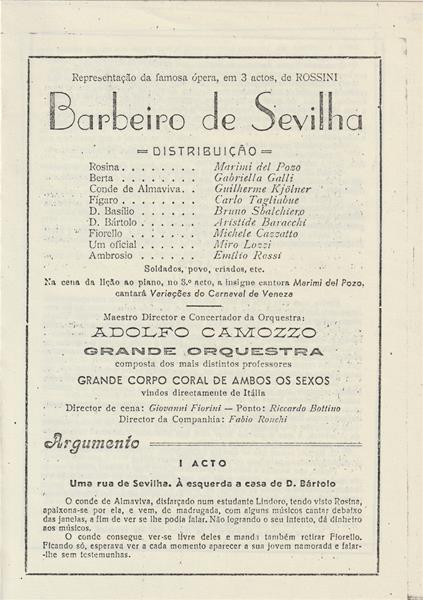 Representação da famosa ópera, em 3 actos, de ROSSINI
Barbeiro de Sevilha
= DISTRIBUIÇÃO =
Rosina . . . . . . . Marimi del Pozo
Berta . . . . . . . Gabriella Galli
Conde de Almaviva . . Guilherme Kjölner
Fígaro . . . . . . Carlo Tagliabue
D. Basílio . . . . . . Bruno Sbalchiero
D. Bártolo . . . . . . Aristide Baracchi
Fiorello . . . . . . Michele Cazzatto
Um oficial . . . . . Miro Lozzi
Ambrosio . . . . . . Emílio Rossi
Soldados, povo, criados, etc.
Na cena da lição ao piano, no 3.º acto, a insigne cantora Marimi del Pozo,
cantará Variações do Carnaval de Veneza
Maestro Director e Concertador da Orquestra:
ADOLFO CAMOZZO
GRANDE ORQUESTRA
composta dos mais distintos professores
GRANDE CORPO CORAL DE AMBOS OS SEXOS
vindos directamente de Itália
Director de cena: Giovanni Fiorini — Ponto: Riccardo Bottino
Director da Companhia: Fabio Ronchi
Argumento
I ACTO
Uma rua de Sevilha. À esquerda a casa de D. Bártolo
O conde de Almaviva, disfarçado num estudante Lindoro, tendo visto Rosina,
apaixona-se por ela, e vem, de madrugada, com alguns músicos cantar debaixo
das janelas, a fim de ver se lhe podia falar. Não logrando o seu intento, dá dinheiro
aos músicos.
O conde consegue ver-se livre deles e manda também retirar Fiorello.
Ficando só, esperava ver a cada momento aparecer a sua jovem namorada e falar-
-lhe sem testemunhas.